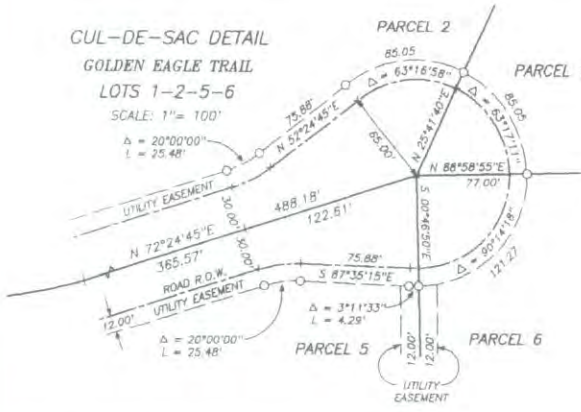 CUL-DE-SAC DETAIL
GOLDEN EAGLE TRAIL
LOTS 1-2-5-6
SCALE: 1"= 100'
PARCEL 2
PARCEL
85.05
Δ = 63°16'58"
85.05
Δ = 63°17'11"
75.88'
N 52°24'45"E
Δ = 20°00'00"
L = 25.48'
65.00'
N 25°41'40"E
N 88°58'55"E
77.00'
UTILITY EASEMENT
30.00'
488.18'
122.61'
S 00°46'50"E
N 72°24'45"E
365.57'
30.00'
75.88'
S 87°35'15"E
Δ = 90°14'18"
121.27
ROAD R.O.W.
UTILITY EASEMENT
12.00'
Δ = 3°11'33"
L = 4.29'
Δ = 20°00'00"
L = 25.48'
PARCEL 5
PARCEL 6
12.00'
12.00'
UTILITY
EASEMENT